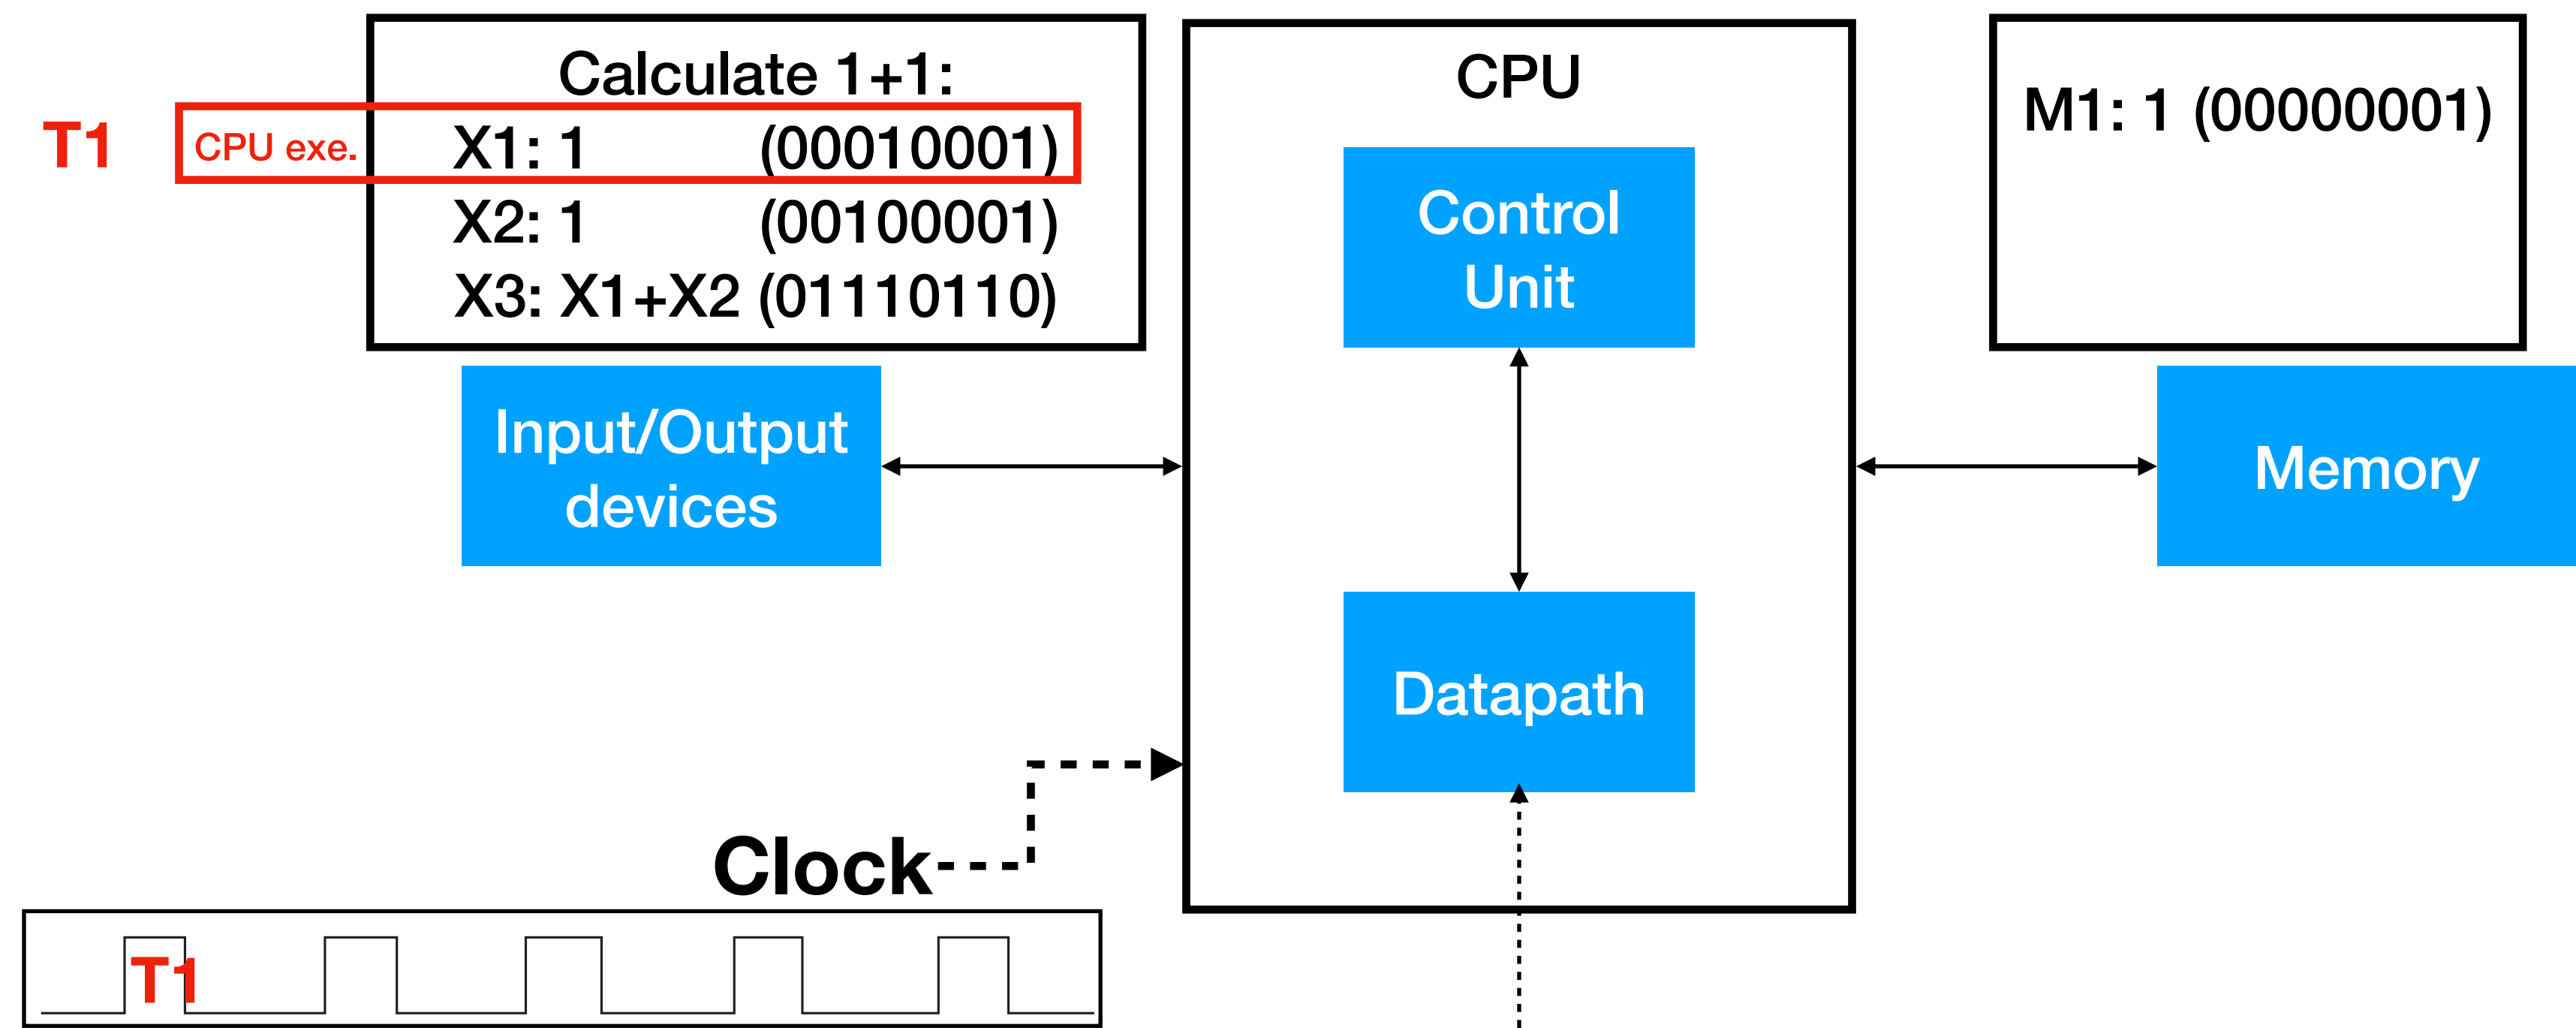 Calculate 1+1:
T1
CPU exe.
X1: 1 (00010001)
X2: 1 (00100001)
X3: X1+X2 (01110110)
Input/Output
devices
CPU
Control
Unit
Datapath
M1: 1 (00000001)
Memory
Clock
T1